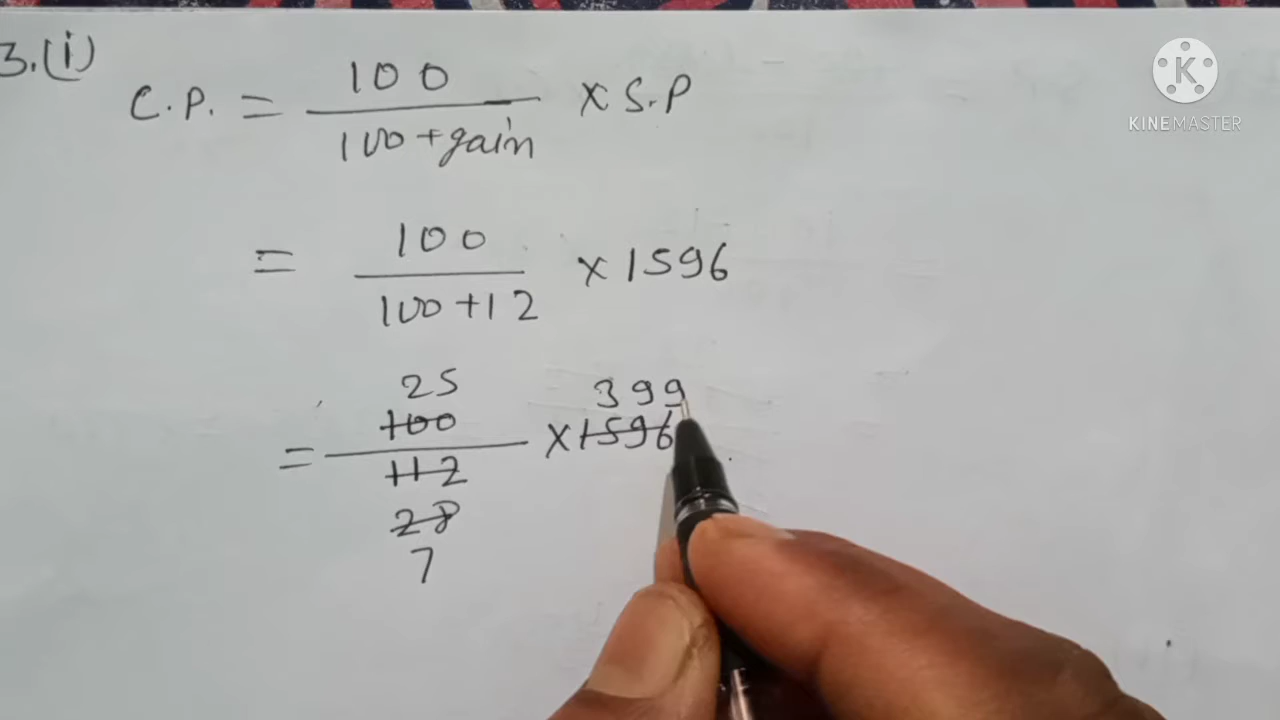 3.(i)
C.P. = 100 / 100 + gain × S.P
= 100 / 100 + 12 × 1596
25 399
= 100 / 112 × 1596
28
7
K
KINEMASTER